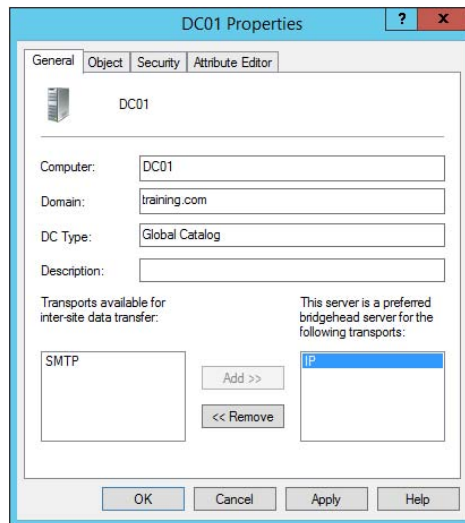 DC01 Properties
? x
General Object Security Attribute Editor
DC01
Computer: DC01
Domain: training.com
DC Type: Global Catalog
Description:
Transports available for
inter-site data transfer:
This server is a preferred
bridgehead server for the
following transports:
SMTP
IP
Add >>
<< Remove
OK Cancel Apply Help